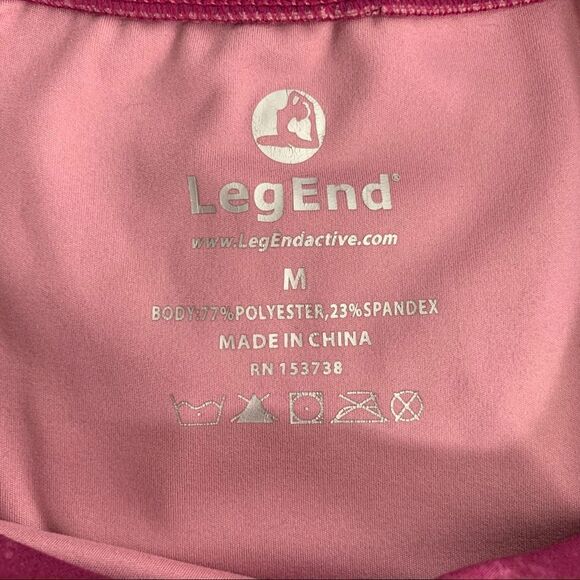 LegEnd®
www.LegEndactive.com
M
BODY:77%POLYESTER,23%SPANDEX
MADE IN CHINA
RN 153738